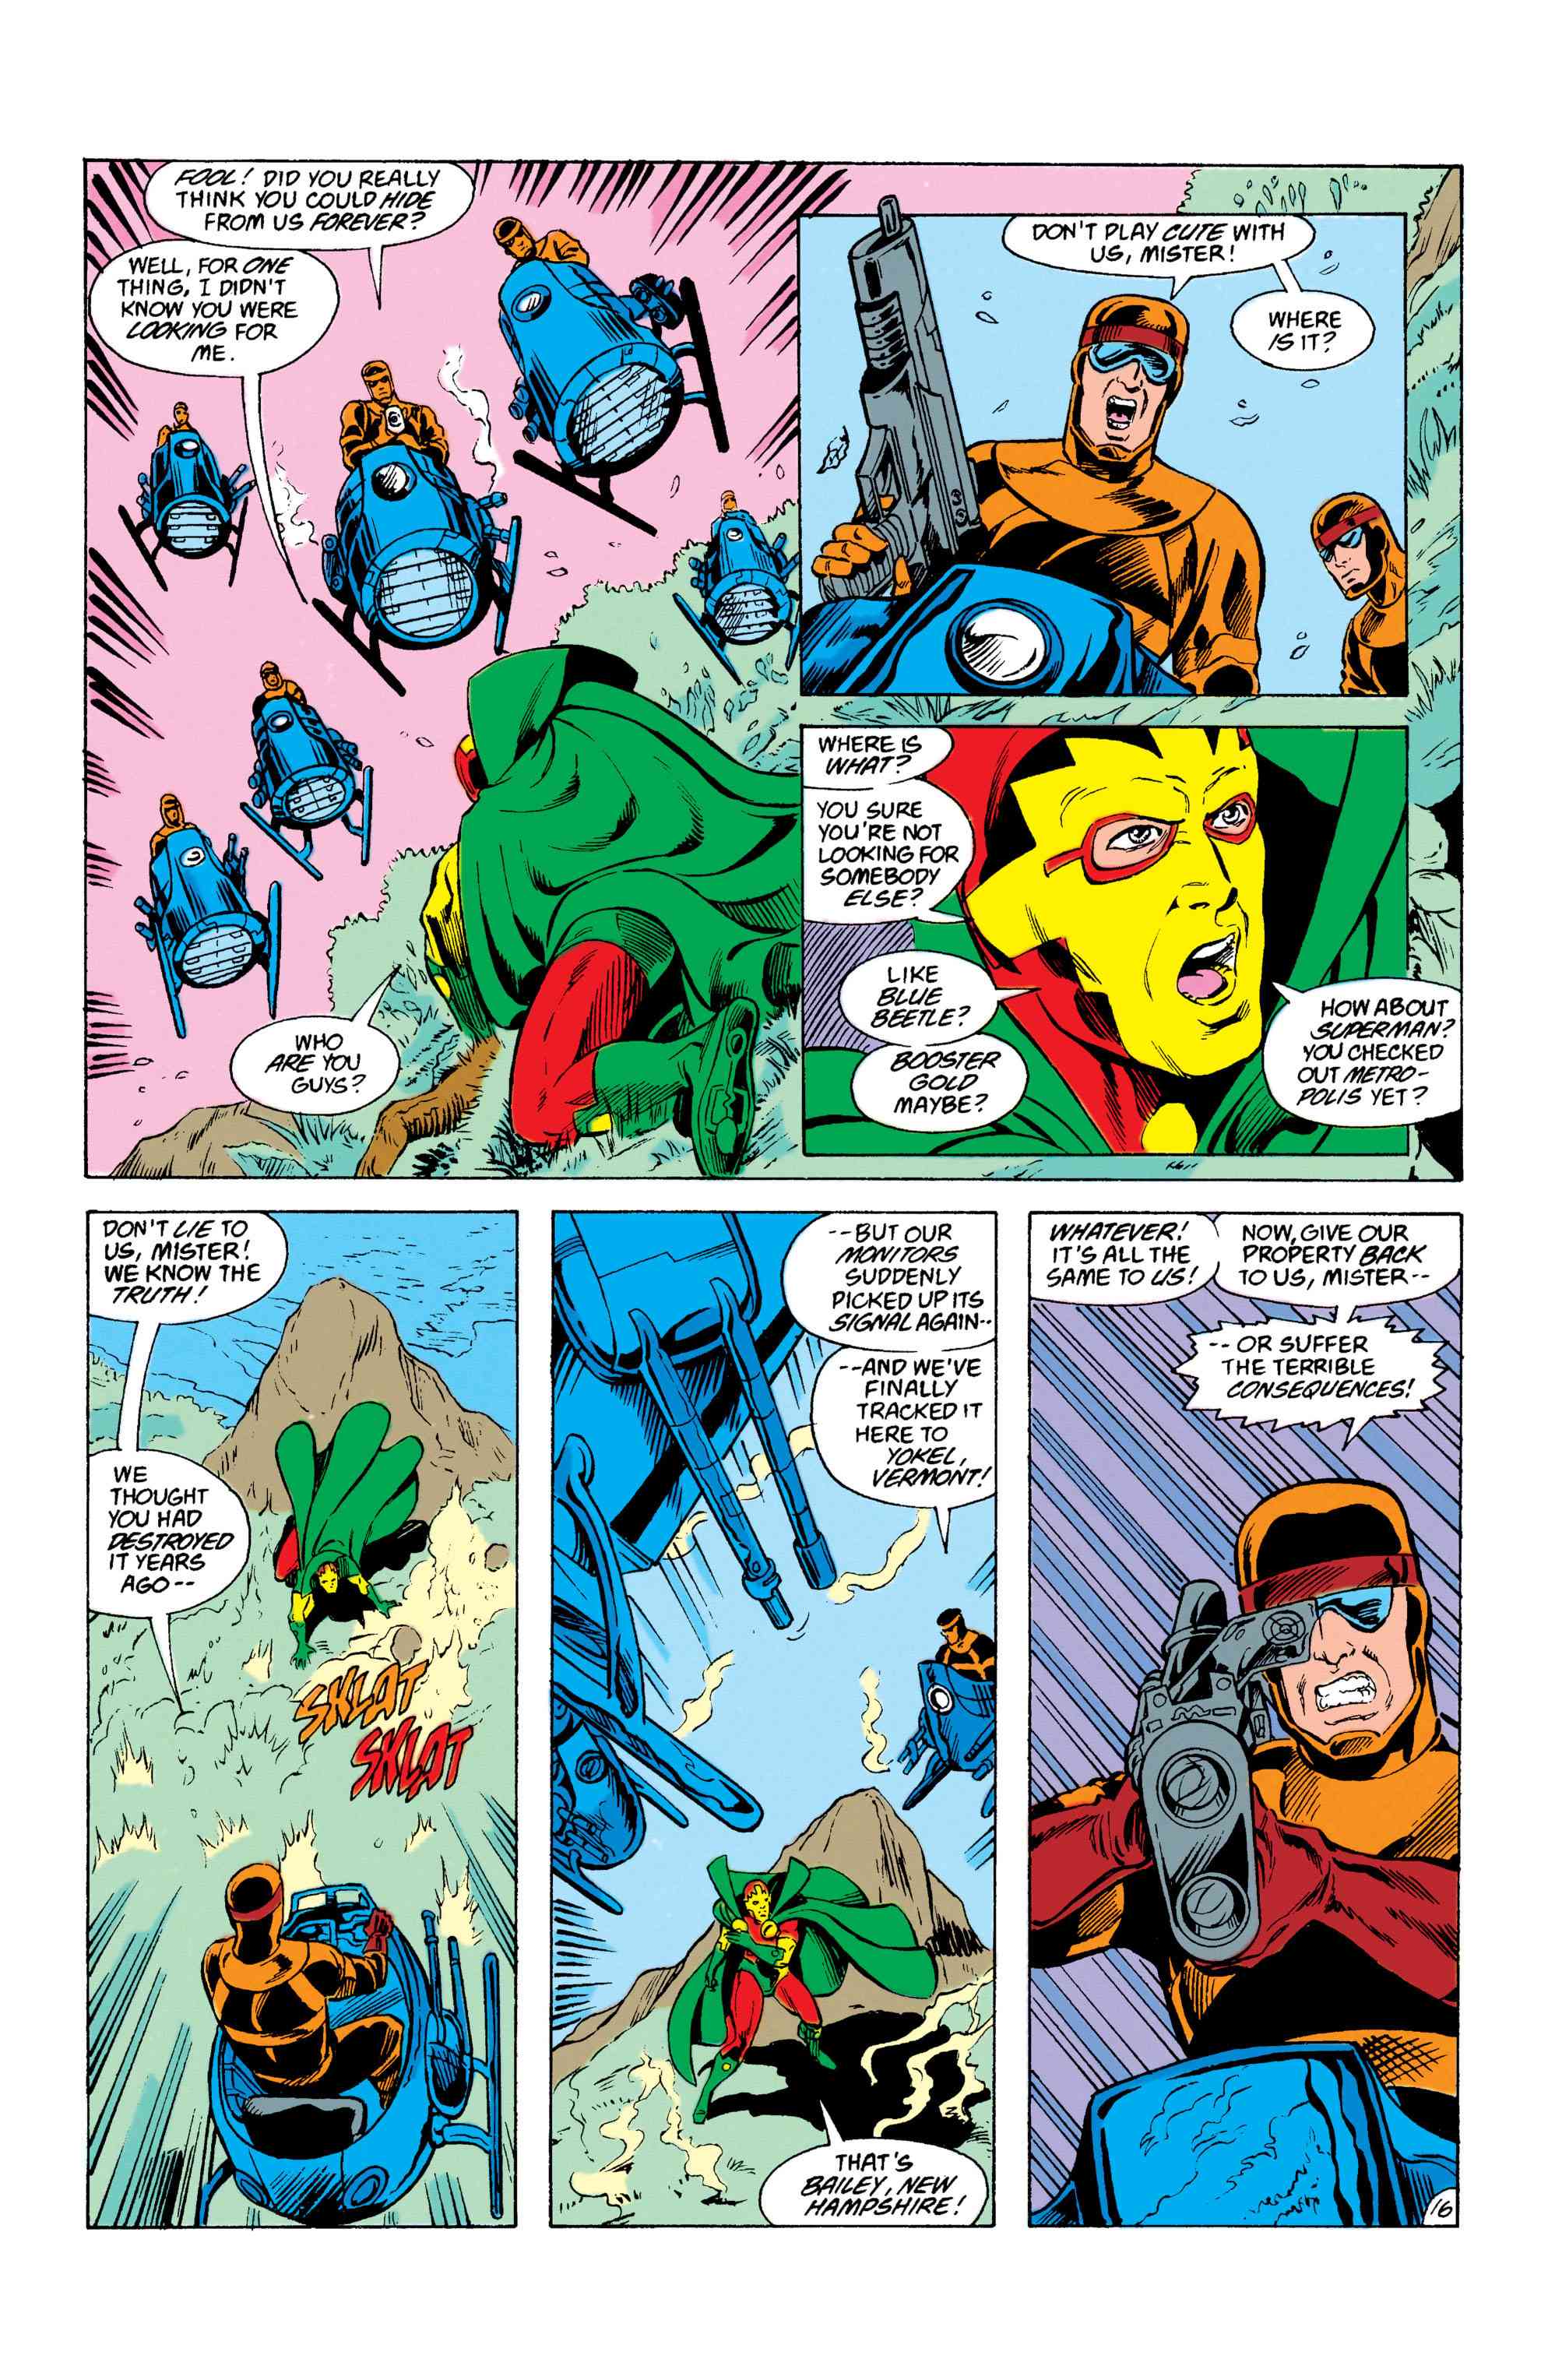 FOOL! DID YOU REALLY
THINK YOU COULD HIDE
FROM US FOREVER?
WELL, FOR ONE
THING, I DIDN'T
KNOW YOU WERE
LOOKING FOR
ME.
WHO
ARE YOU
GUYS?
DON'T PLAY CUTE WITH
US, MISTER!
WHERE
IS IT?
WHERE IS
WHAT?
YOU SURE
YOU'RE NOT
LOOKING FOR
SOMEBODY
ELSE?
LIKE
BLUE
BEETLE?
BOOSTER
GOLD
MAYBE?
HOW ABOUT
SUPERMAN?
YOU CHECKED
OUT METRO-
POLIS YET?
DON'T LIE TO
US, MISTER!
WE KNOW THE
TRUTH!
WE
THOUGHT
YOU HAD
DESTROYED
IT YEARS
AGO--
SKLAT
SKLAT
--BUT OUR
MONITORS
SUDDENLY
PICKED UP ITS
SIGNAL AGAIN--
--AND WE'VE
FINALLY
TRACKED IT
HERE TO
YOKEL,
VERMONT!
THAT'S
BAILEY, NEW
HAMPSHIRE!
WHATEVER!
IT'S ALL THE
SAME TO US!
NOW, GIVE OUR
PROPERTY BACK
TO US, MISTER--
--OR SUFFER
THE TERRIBLE
CONSEQUENCES!
16